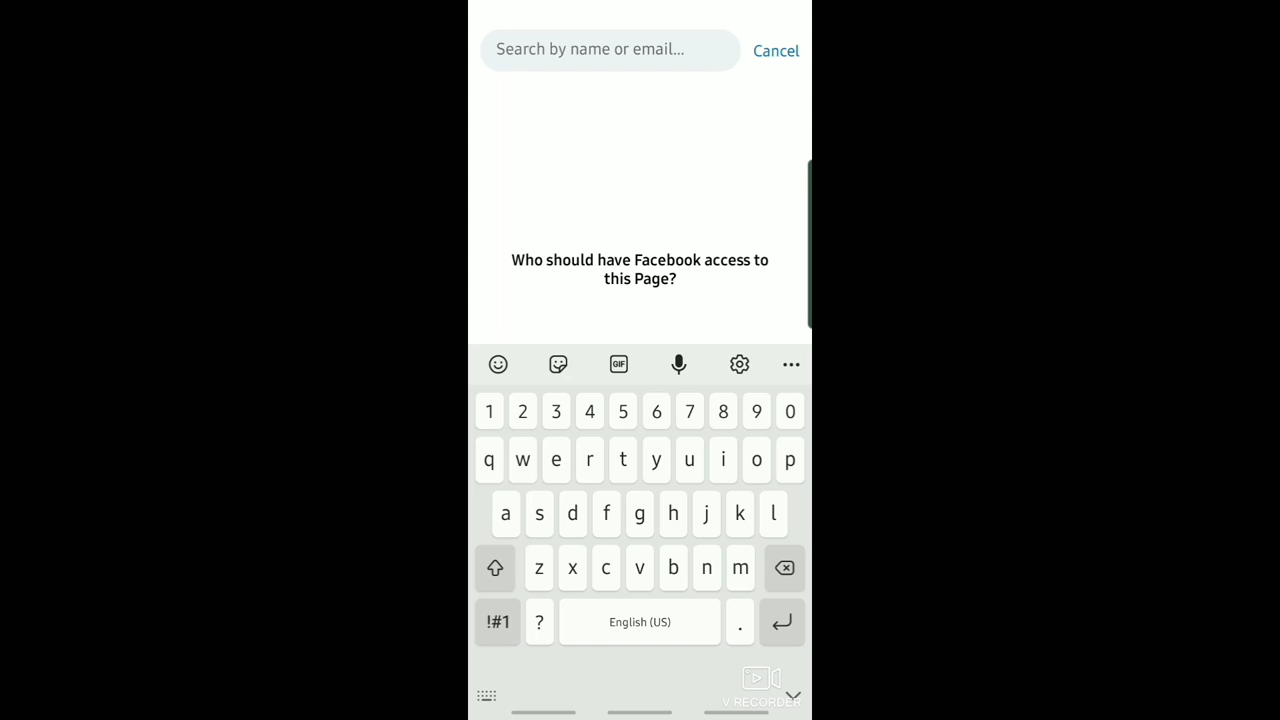 Search by name or email...
Cancel
Who should have Facebook access to
this Page?
GIF
1 2 3 4 5 6 7 8 9 0
q w e r t y u i o p
a s d f g h j k l
z x c v b n m
!#1 ? English (US) .
V RECORDER